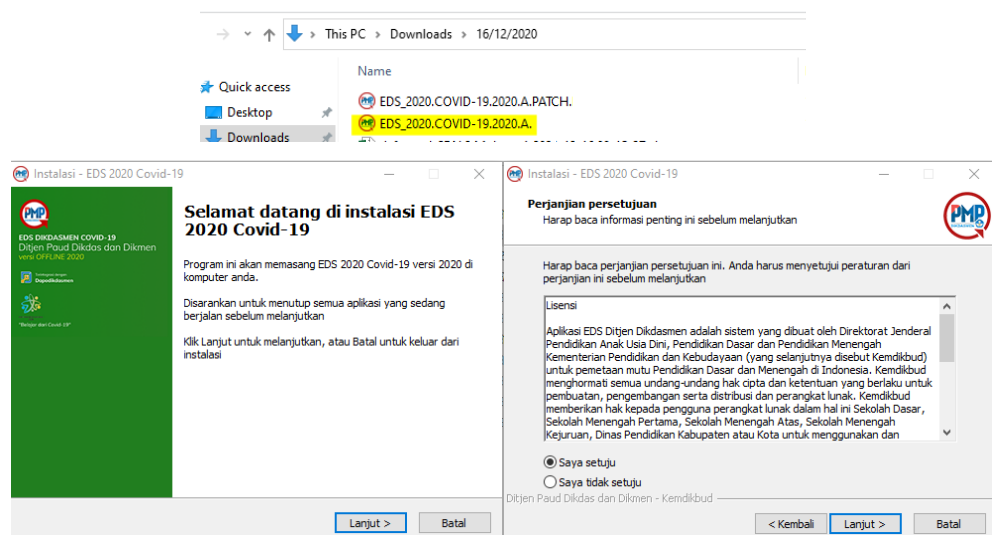 This PC > Downloads > 16/12/2020
Name
Quick access
EDS_2020.COVID-19.2020.A.PATCH.
Desktop
EDS_2020.COVID-19.2020.A.
Downloads
Instalasi - EDS 2020 Covid-19
PMP
EDS DIKDASMEN COVID-19
Ditjen Paud Dikdas dan Dikmen
versi OFFLINE 2020
Dapodikdasmen
"Belajar dari Covid 19"
Selamat datang di instalasi EDS
2020 Covid-19
Program ini akan memasang EDS 2020 Covid-19 versi 2020 di
komputer anda.
Disarankan untuk menutup semua aplikasi yang sedang
berjalan sebelum melanjutkan
Klik Lanjut untuk melanjutkan, atau Batal untuk keluar dari
instalasi
Lanjut >
Batal
Instalasi - EDS 2020 Covid-19
Perjanjian persetujuan
Harap baca informasi penting ini sebelum melanjutkan
PMP
Harap baca perjanjian persetujuan ini. Anda harus menyetujui peraturan dari
perjanjian ini sebelum melanjutkan
Lisensi
Aplikasi EDS Ditjen Dikdasmen adalah sistem yang dibuat oleh Direktorat Jenderal
Pendidikan Anak Usia Dini, Pendidikan Dasar dan Pendidikan Menengah
Kementerian Pendidikan dan Kebudayaan (yang selanjutnya disebut Kemdikbud)
untuk pemetaan mutu Pendidikan Dasar dan Menengah di Indonesia. Kemdikbud
menghormati semua undang-undang hak cipta dan ketentuan yang berlaku untuk
pembuatan, pengembangan serta distribusi dan perangkat lunak. Kemdikbud
memberikan hak kepada pengguna perangkat lunak dalam hal ini Sekolah Dasar,
Sekolah Menengah Pertama, Sekolah Menengah Atas, Sekolah Menengah
Kejuruan, Dinas Pendidikan Kabupaten atau Kota untuk menggunakan dan
Saya setuju
Saya tidak setuju
Ditjen Paud Dikdas dan Dikmen - Kemdikbud
< Kembali
Lanjut >
Batal